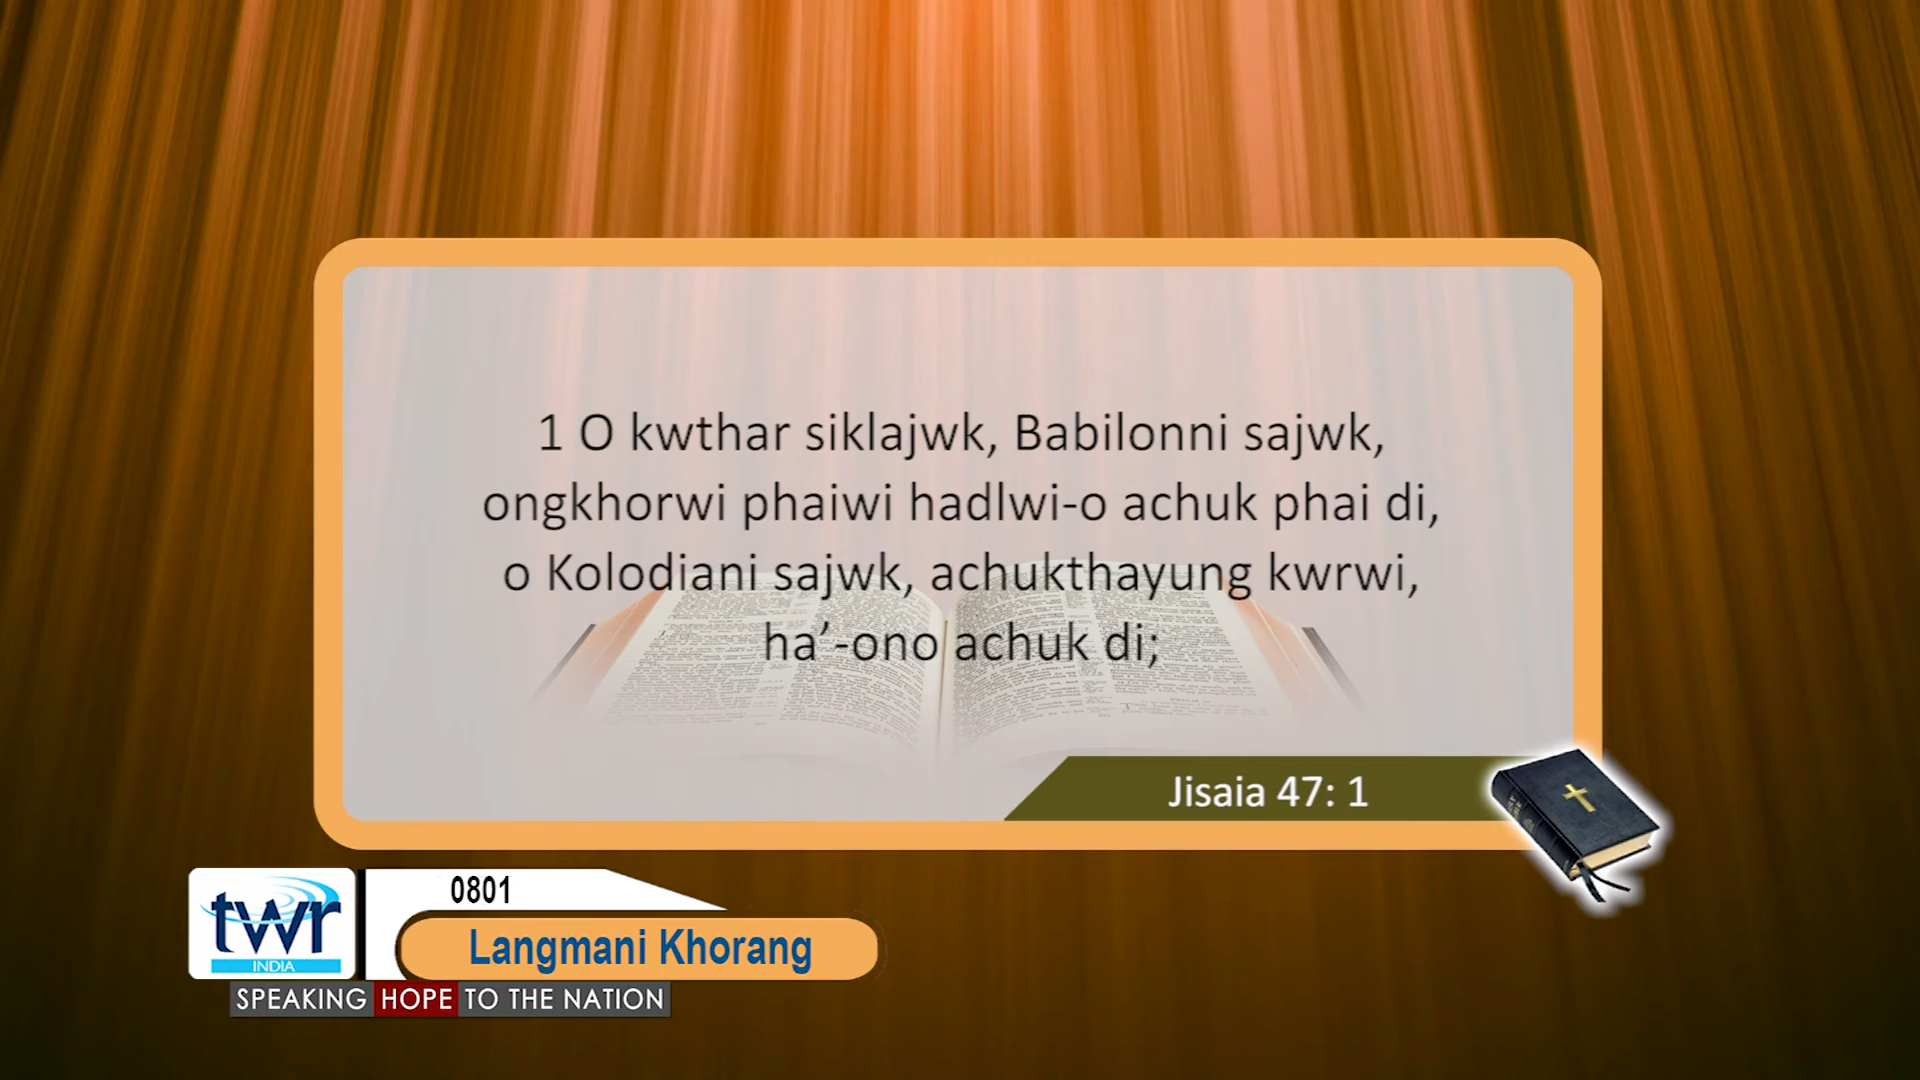 1 O kwthar siklajwk, Babilonni sajwk,
ongkhorwi phaiwi hadlwi-o achuk phai di,
o Kolodiani sajwk, achukthayung kwrwi,
ha’-ono achuk di;
Jisaia 47: 1
0801
twr
INDIA
Langmani Khorang
SPEAKING HOPE TO THE NATION